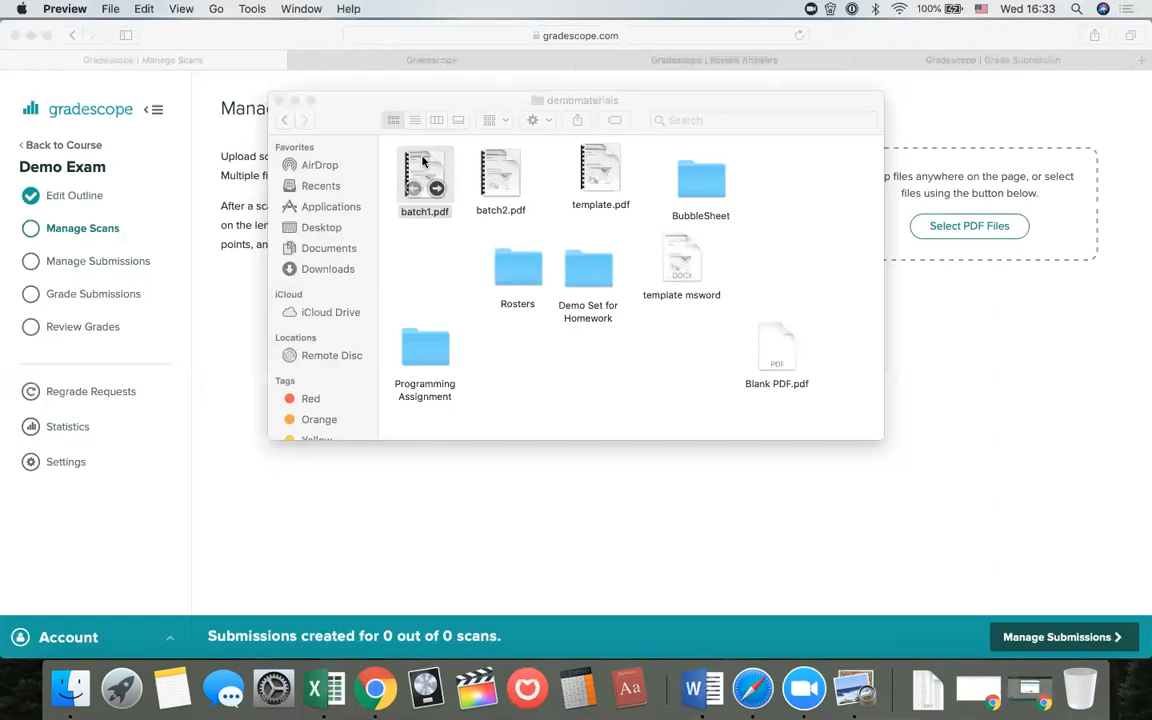 Preview File Edit View Go Tools Window Help 100% Wed 16:33
gradescope.com
Gradescope | Manage Scans Gradescope Gradescope | Review Answers Gradescope | Grade Submission
gradescope
Back to Course
Demo Exam
Edit Outline
Manage Scans
Manage Submissions
Grade Submissions
Review Grades
Regrade Requests
Statistics
Settings
Mana
Upload sc
Multiple fi
After a sca
on the len
points, an
demomaterials
Search
Favorites
AirDrop
Recents
Applications
Desktop
Documents
Downloads
iCloud
iCloud Drive
Locations
Remote Disc
Tags
Red
Orange
Yellow
batch1.pdf
batch2.pdf
template.pdf
BubbleSheet
Rosters
Demo Set for
Homework
DOCX
template msword
Programming
Assignment
PDF
Blank PDF.pdf
p files anywhere on the page, or select
files using the button below.
Select PDF Files
Account
Submissions created for 0 out of 0 scans.
Manage Submissions